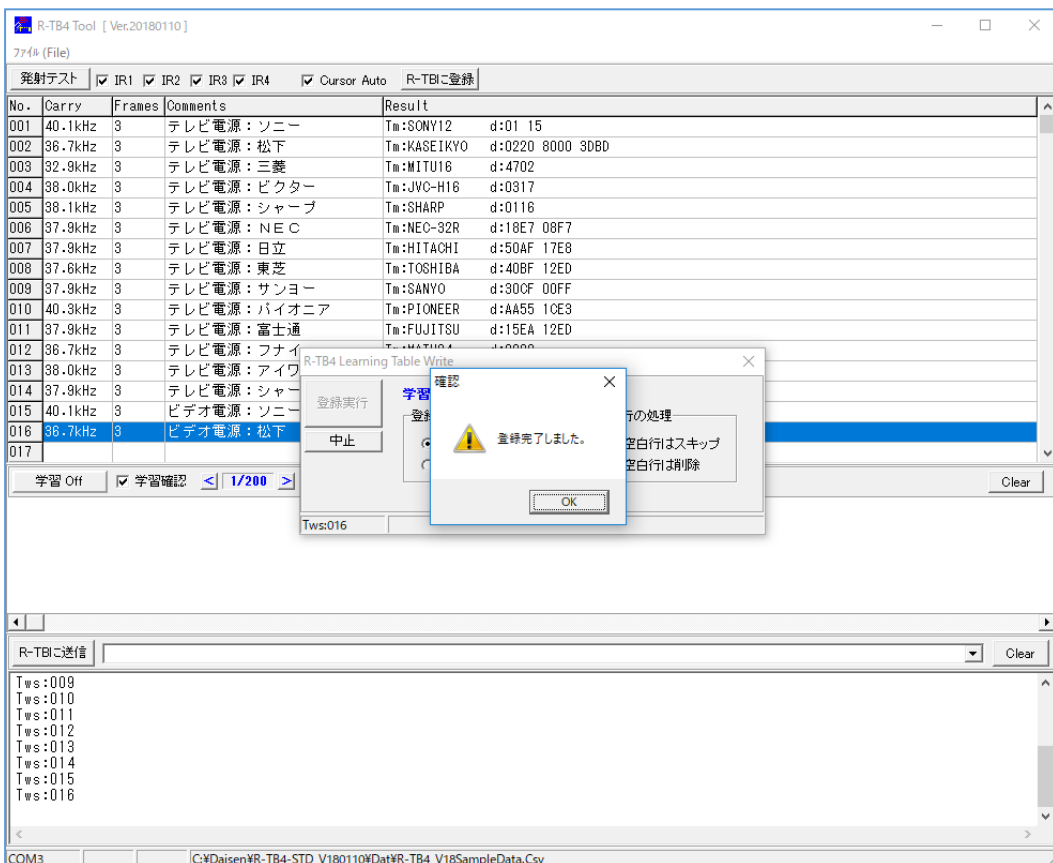 R-TB4 Tool [ Ver.20180110 ]
ファイル (File)
発射テスト IR1 IR2 IR3 IR4 Cursor Auto R-TBに登録
No. Carry Frames Comments Result
001 40.1kHz 3 テレビ電源：ソニー Tm:SONY12 d:01 15
002 36.7kHz 3 テレビ電源：松下 Tm:KASEIKYO d:0220 8000 3DBD
003 32.9kHz 3 テレビ電源：三菱 Tm:MITU16 d:4702
004 38.0kHz 3 テレビ電源：ビクター Tm:JVC-H16 d:0317
005 38.1kHz 3 テレビ電源：シャープ Tm:SHARP d:0116
006 37.9kHz 3 テレビ電源：ＮＥＣ Tm:NEC-32R d:18E7 08F7
007 37.9kHz 3 テレビ電源：日立 Tm:HITACHI d:50AF 17E8
008 37.6kHz 3 テレビ電源：東芝 Tm:TOSHIBA d:40BF 12ED
009 37.9kHz 3 テレビ電源：サンヨー Tm:SANYO d:30CF 00FF
010 40.3kHz 3 テレビ電源：パイオニア Tm:PIONEER d:AA55 1CE3
011 37.9kHz 3 テレビ電源：富士通 Tm:FUJITSU d:15EA 12ED
012 36.7kHz 3 テレビ電源：フナイ
013 38.0kHz 3 テレビ電源：アイワ
014 37.9kHz 3 テレビ電源：シャー
015 40.1kHz 3 ビデオ電源：ソニー
016 36.7kHz 3 ビデオ電源：松下
017
R-TB4 Learning Table Write
登録実行
中止
学習
登録
行の処理
空白行はスキップ
空白行は削除
Tws:016
確認
登録完了しました。
OK
学習 Off 学習確認 < 1/200 > Clear
R-TBに送信 Clear
Tws:009
Tws:010
Tws:011
Tws:012
Tws:013
Tws:014
Tws:015
Tws:016
COM3 C:¥Daisen¥R-TB4-STD_V180110¥Dat¥R-TB4_V18SampleData.Csv